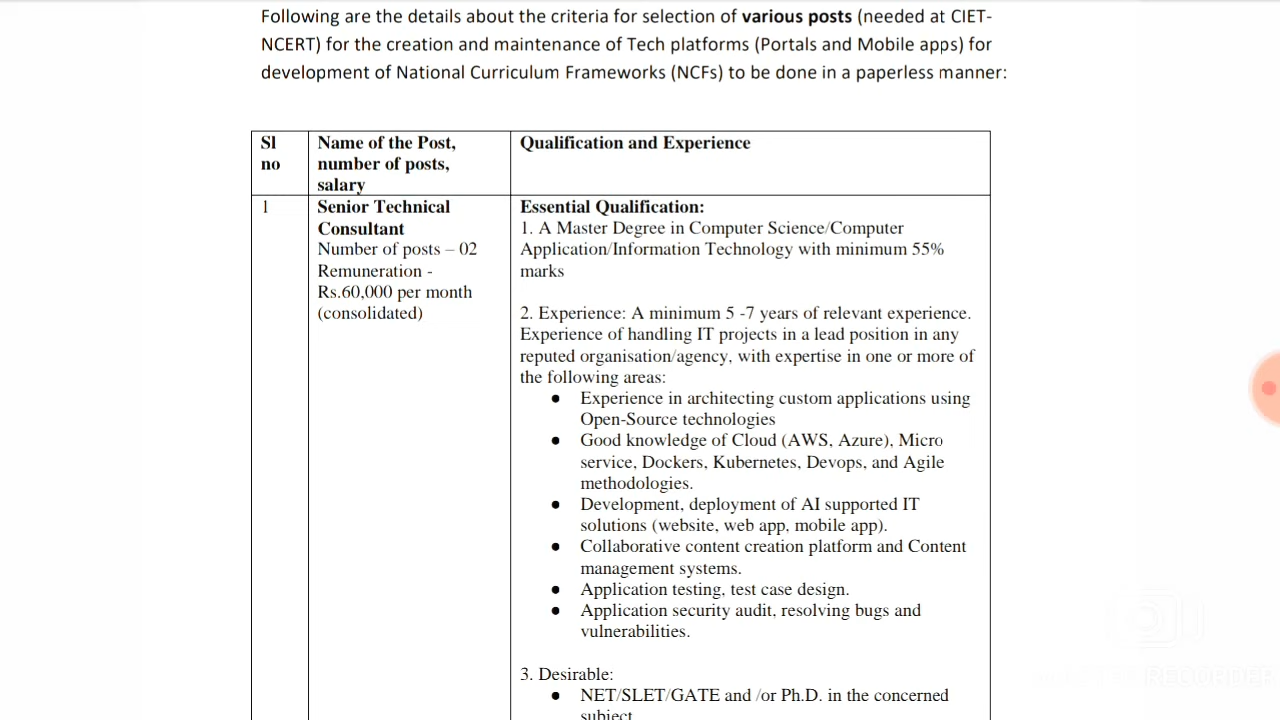 Following are the details about the criteria for selection of various posts (needed at CIET-
NCERT) for the creation and maintenance of Tech platforms (Portals and Mobile apps) for
development of National Curriculum Frameworks (NCFs) to be done in a paperless manner:
Sl
no
Name of the Post,
number of posts,
salary
Qualification and Experience
1
Senior Technical
Consultant
Number of posts – 02
Remuneration -
Rs.60,000 per month
(consolidated)
Essential Qualification:
1. A Master Degree in Computer Science/Computer
Application/Information Technology with minimum 55%
marks
2. Experience: A minimum 5 -7 years of relevant experience.
Experience of handling IT projects in a lead position in any
reputed organisation/agency, with expertise in one or more of
the following areas:
● Experience in architecting custom applications using
Open-Source technologies
● Good knowledge of Cloud (AWS, Azure), Micro
service, Dockers, Kubernetes, Devops, and Agile
methodologies.
● Development, deployment of AI supported IT
solutions (website, web app, mobile app).
● Collaborative content creation platform and Content
management systems.
● Application testing, test case design.
● Application security audit, resolving bugs and
vulnerabilities.
3. Desirable:
● NET/SLET/GATE and /or Ph.D. in the concerned
subject
RECORDER